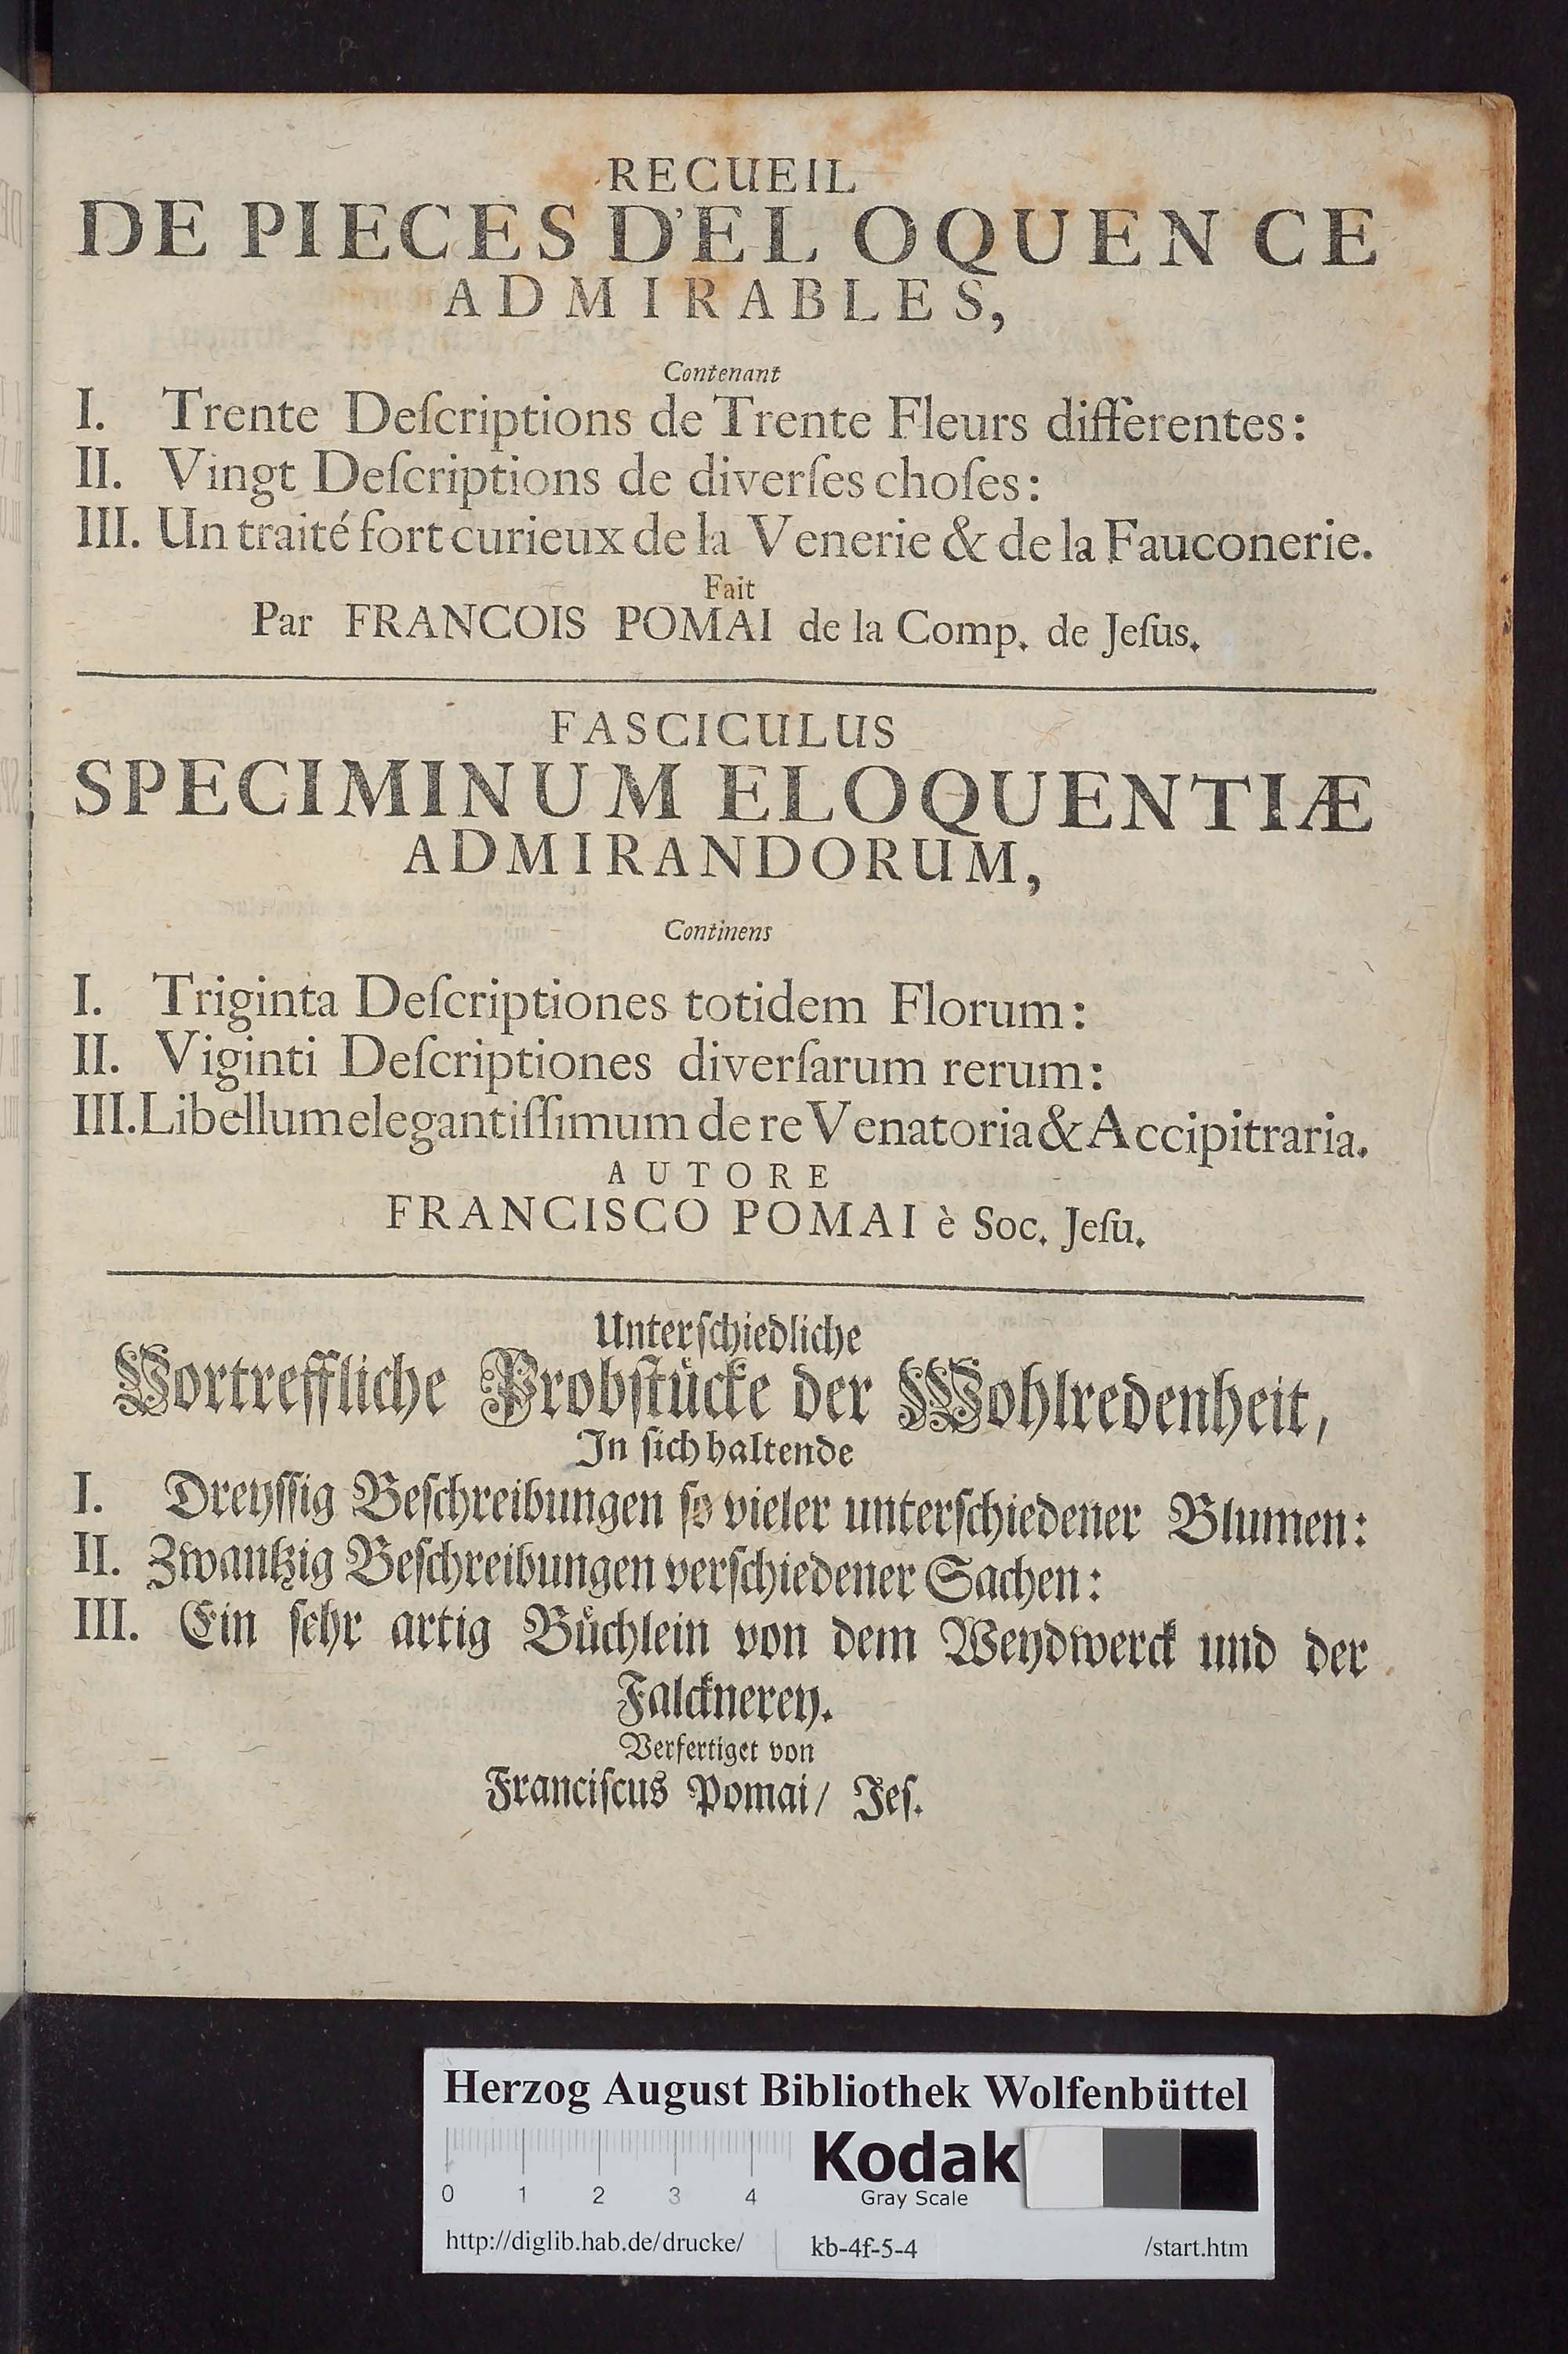 RECUEIL
DE PIECES D'EL OQUEN CE
ADMIRABLES,
Contenant
I. Trente Deſcriptions de Trente Fleurs differentes:
II. Vingt Deſcriptions de diverſes choſes:
III. Un traité fort curieux de la Venerie & de la Fauconerie.
Fait
Par FRANCOIS POMAI de la Comp. de Jeſus.
FASCICULUS
SPECIMINUM ELOQUENTIÆ
ADMIRANDORUM,
Continens
I. Triginta Deſcriptiones totidem Florum:
II. Viginti Deſcriptiones diverſarum rerum:
III. Libellum elegantiſſimum de re Venatoria & Accipitraria.
AUTORE
FRANCISCO POMAI è Soc. Jeſu.
Unterſchiedliche
Vortreffliche Probſtücke der Wohlredenheit,
In ſich haltende
I. Dreyſſig Beſchreibungen ſo vieler unterſchiedener Blumen:
II. Zwantzig Beſchreibungen verſchiedener Sachen:
III. Ein ſehr artig Büchlein von dem Weydwerck und der
Falcknerey.
Verfertiget von
Franciſcus Pomai/ Jeſ.
Herzog August Bibliothek Wolfenbüttel
Kodak
Gray Scale
0 1 2 3 4
http://diglib.hab.de/drucke/ kb-4f-5-4 /start.htm